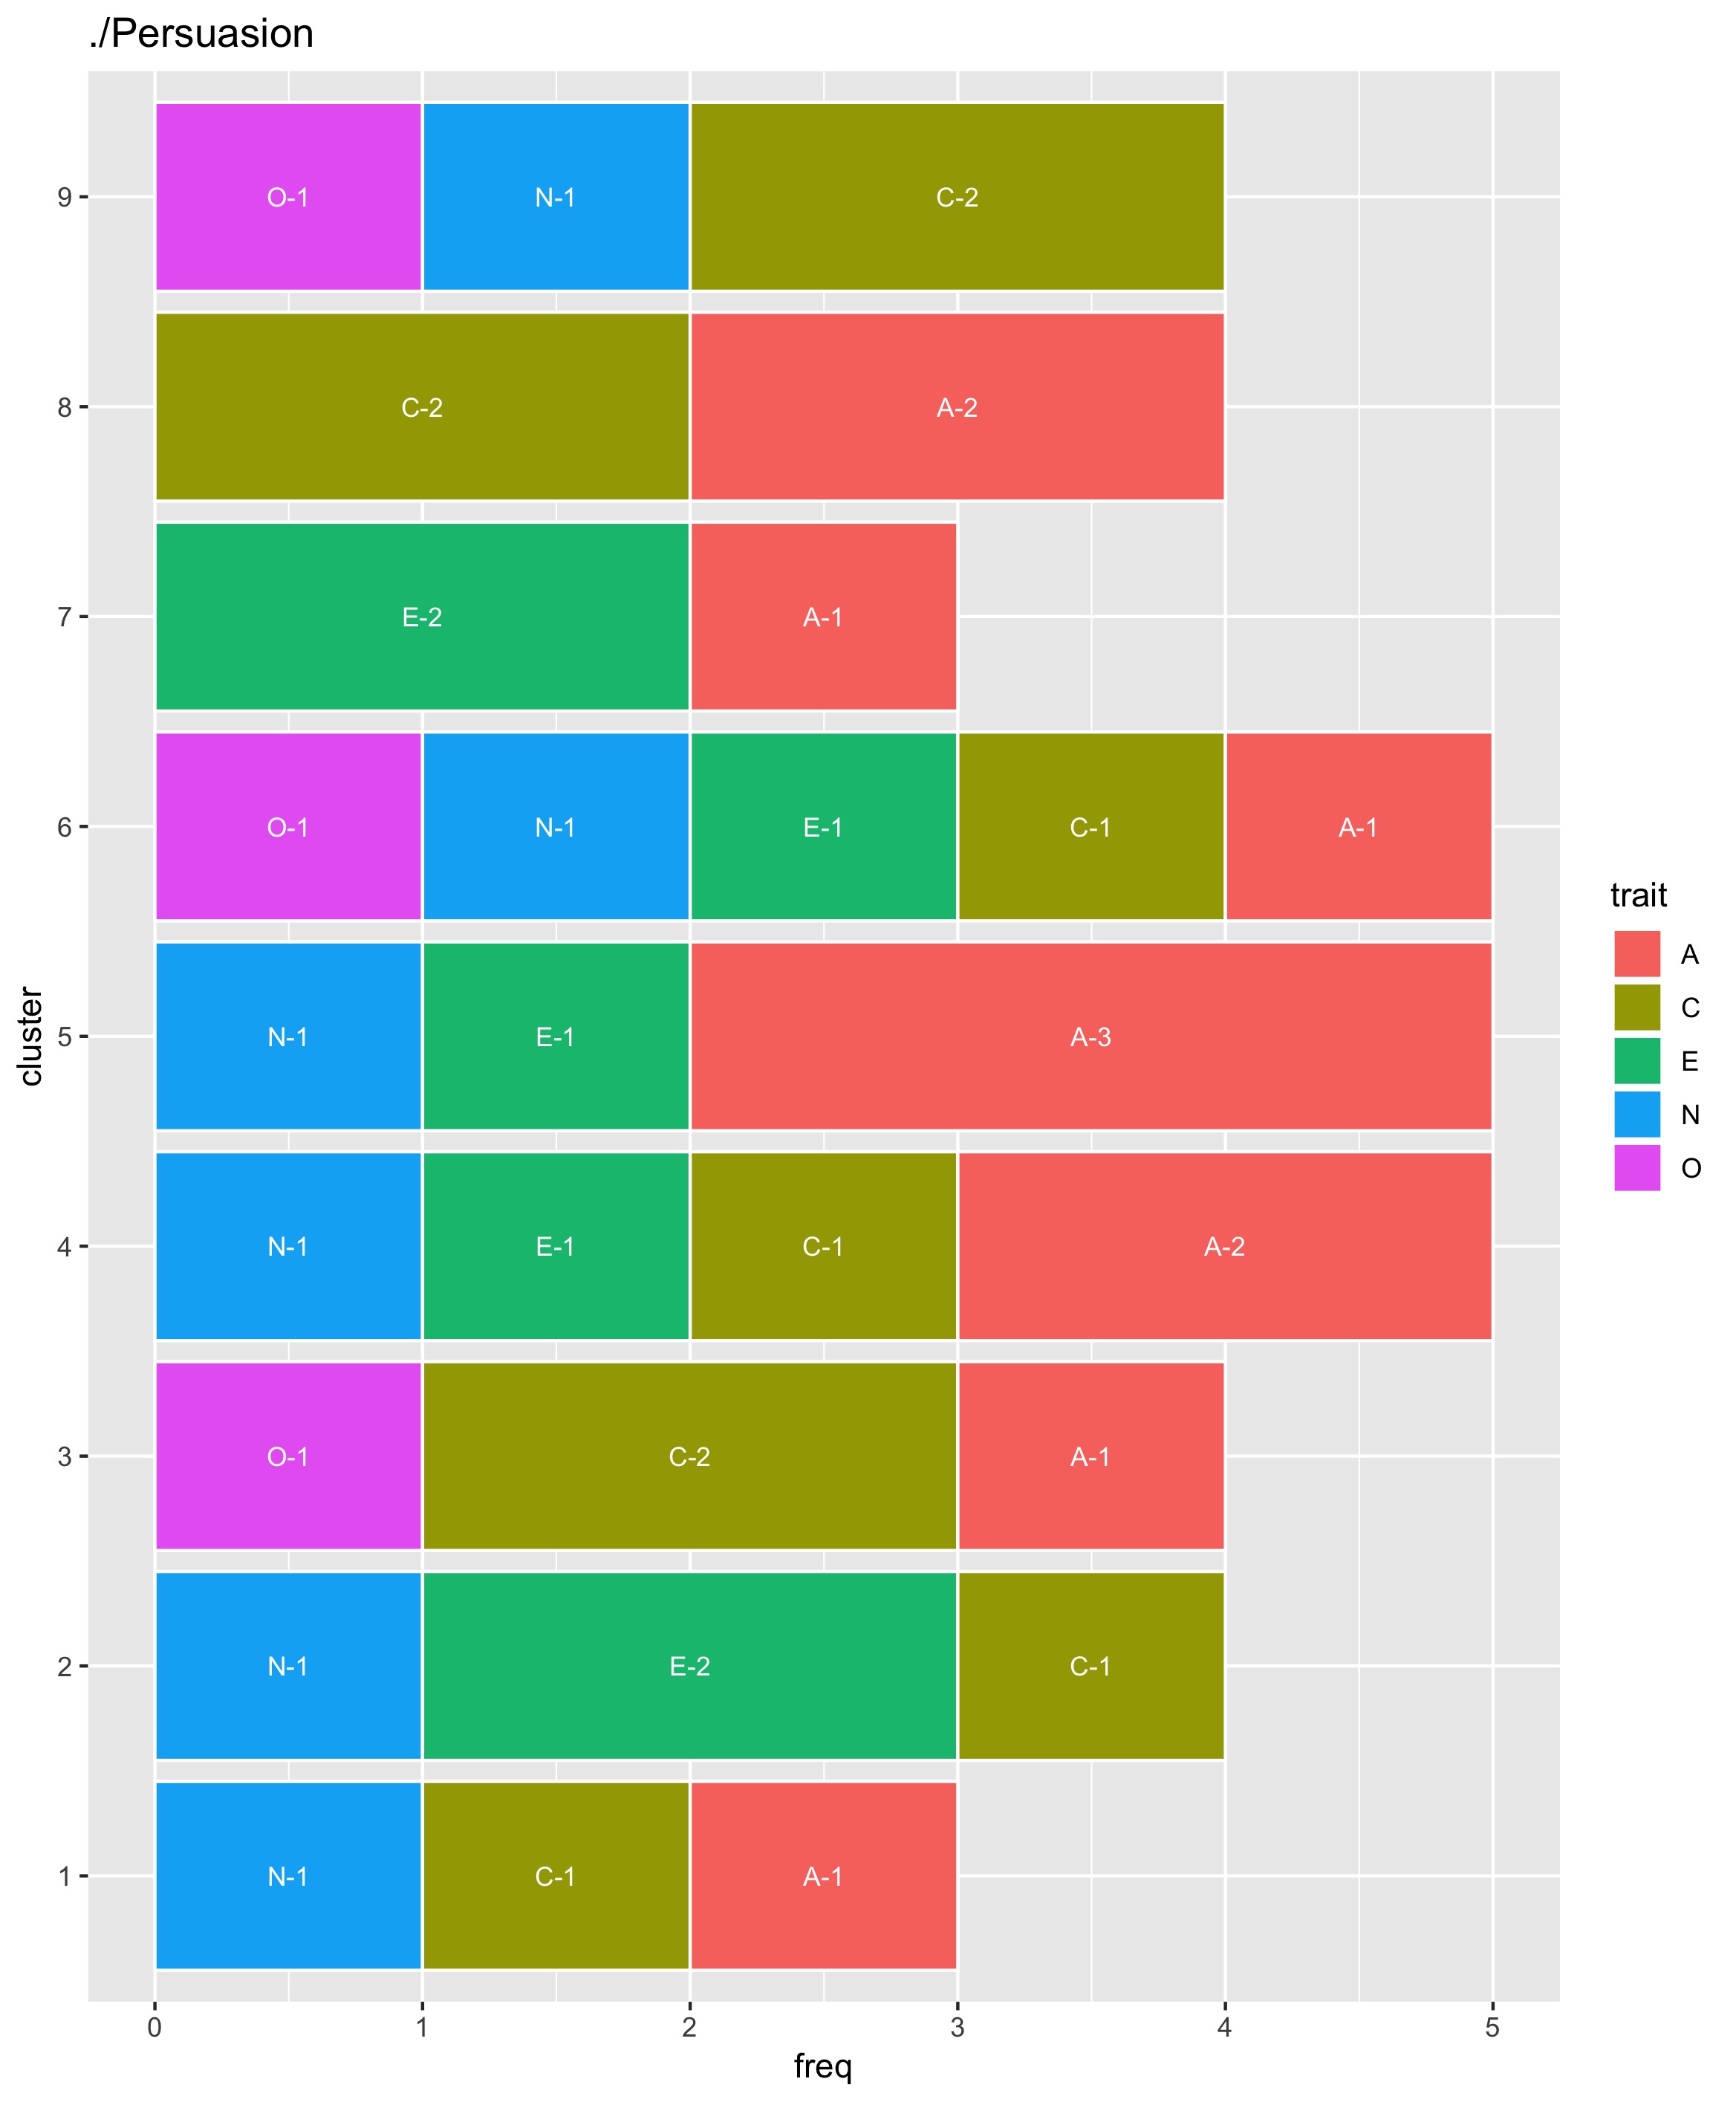 ./Persuasion
9
O-1 N-1 C-2
8
C-2 A-2
7
E-2 A-1
6
O-1 N-1 E-1 C-1 A-1
5
N-1 E-1 A-3
4
N-1 E-1 C-1 A-2
3
O-1 C-2 A-1
2
N-1 E-2 C-1
1
N-1 C-1 A-1
cluster
0 1 2 3 4 5
freq
trait
A
C
E
N
O